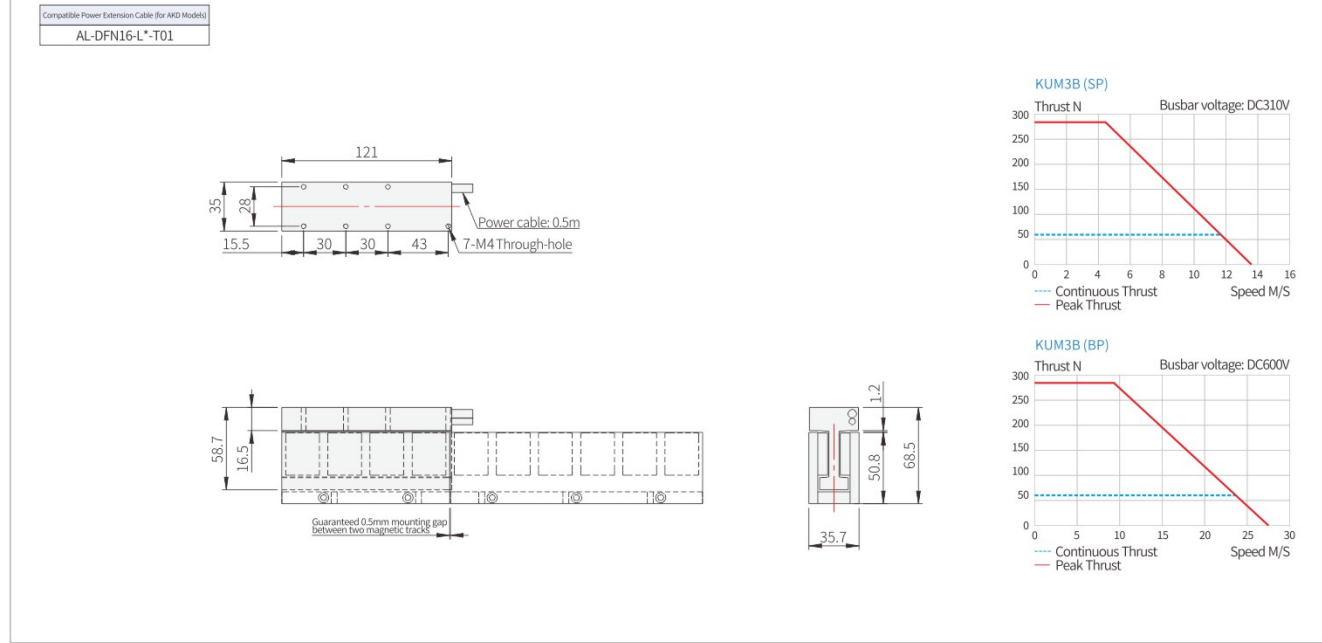 Compatible Power Extension Cable (for AKD Models)
AL-DFN16-L*-T01
121
35
28
15.5
30
30
43
Power cable: 0.5m
7-M4 Through-hole
58.7
16.5
Guaranteed 0.5mm mounting gap
between two magnetic tracks
1.2
50.8
68.5
35.7
KUM3B (SP)
Thrust N
Busbar voltage: DC310V
300
250
200
150
100
50
0
0 2 4 6 8 10 12 14 16
Continuous Thrust
Speed M/S
Peak Thrust
KUM3B (BP)
Thrust N
Busbar voltage: DC600V
300
250
200
150
100
50
0
0 5 10 15 20 25 30
Continuous Thrust
Speed M/S
Peak Thrust